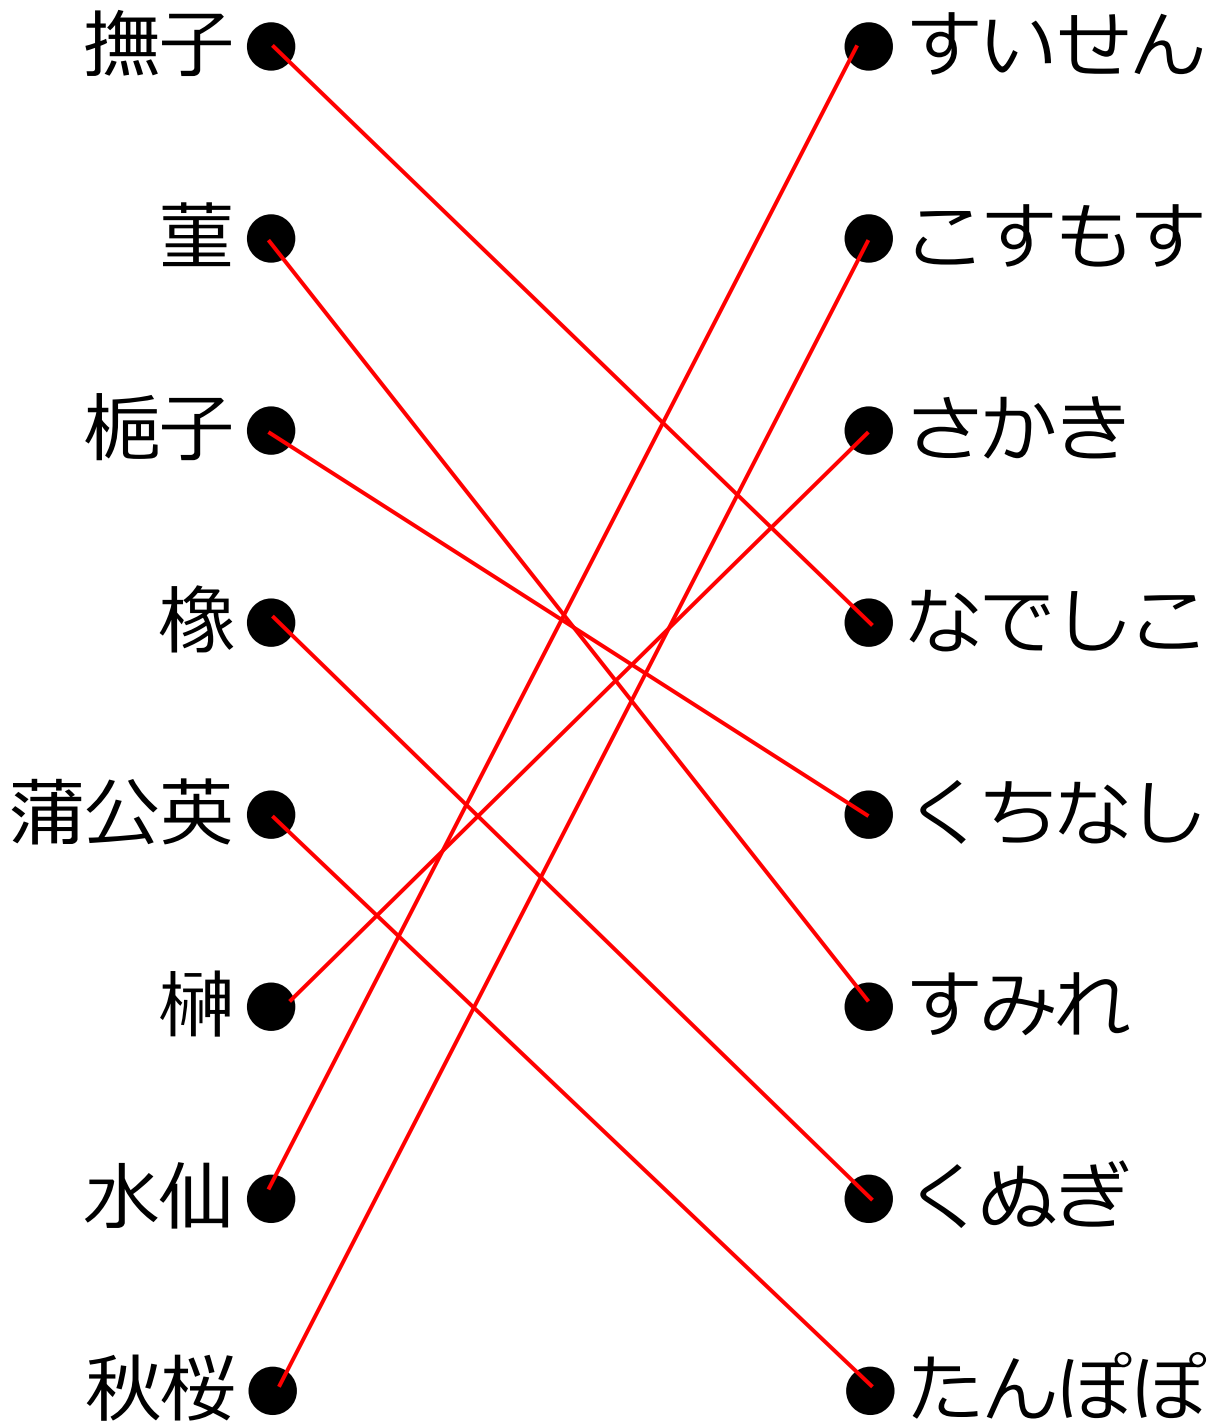 撫子 すいせん
菫 こすもす
梔子 さかき
橡 なでしこ
蒲公英 くちなし
榊 すみれ
水仙 くぬぎ
秋桜 たんぽぽ